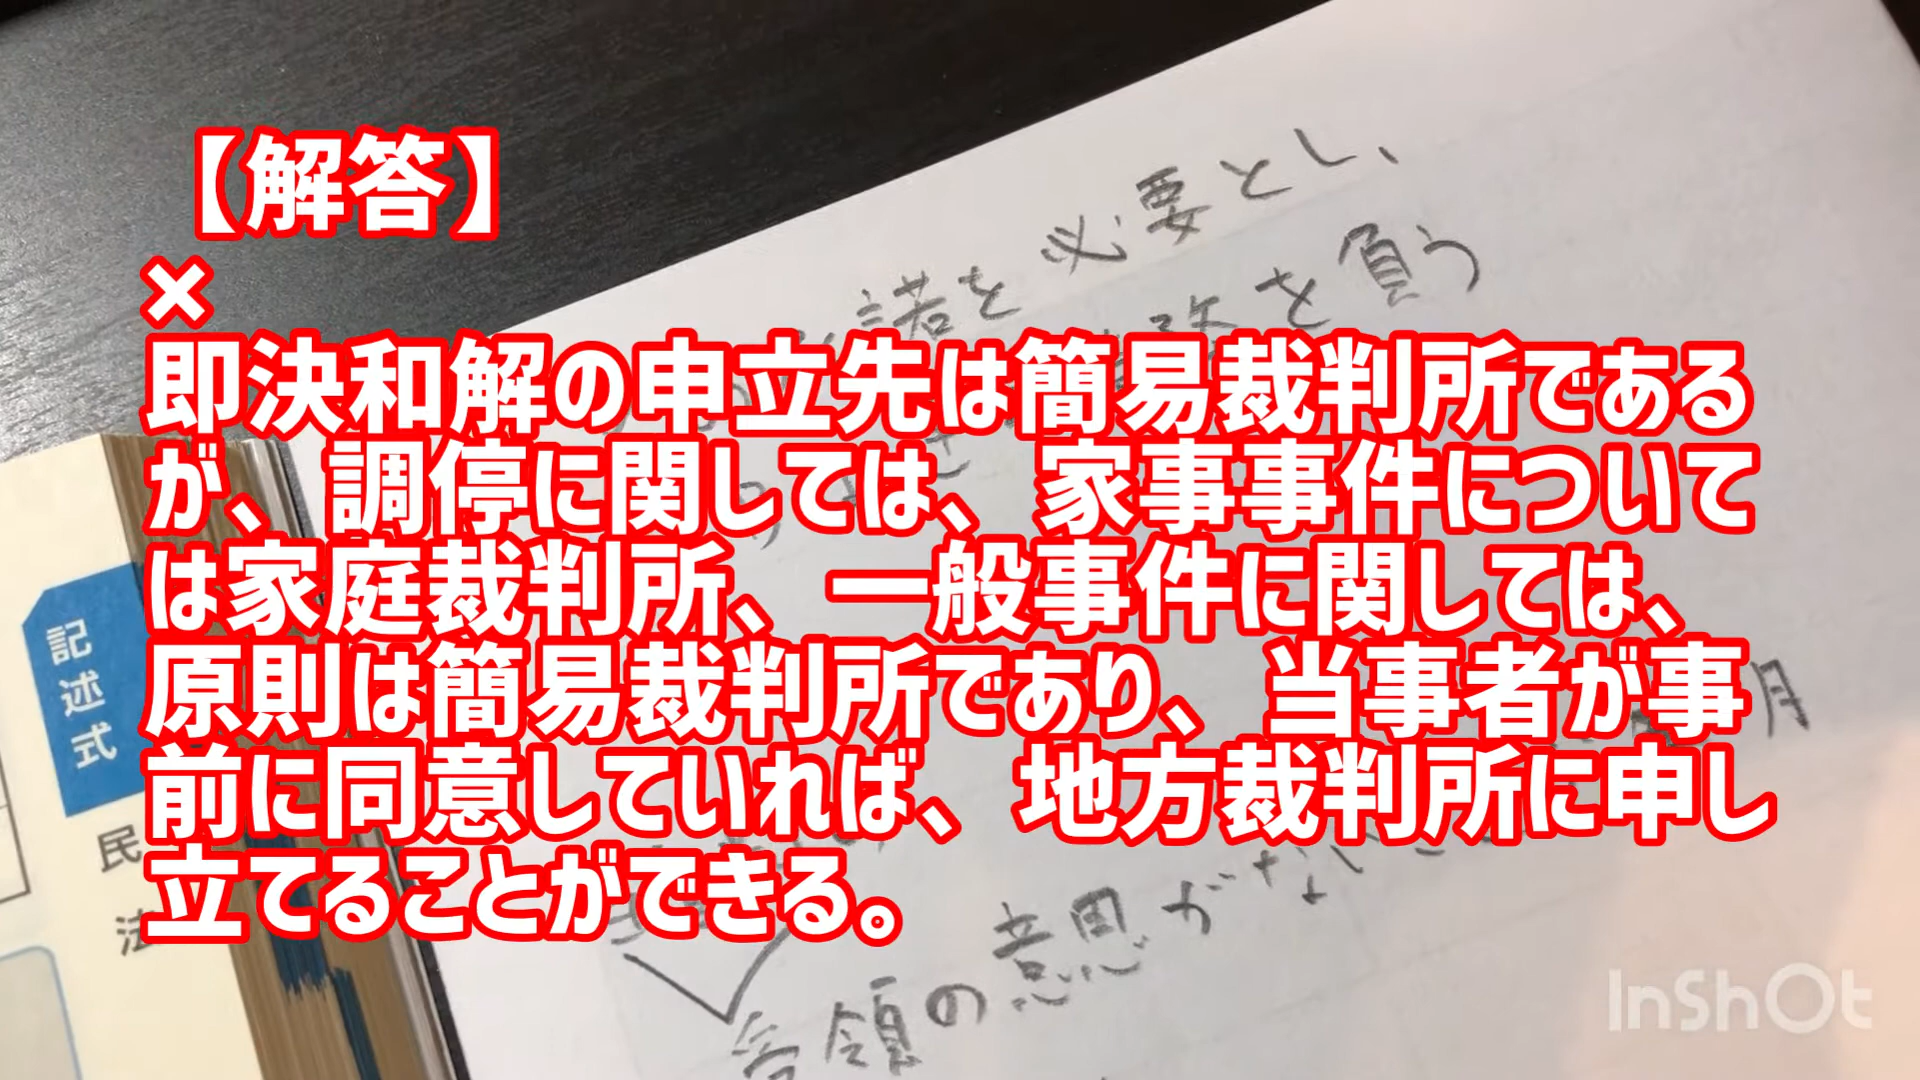 【解答】
×
即決和解の申立先は簡易裁判所である
が、調停に関しては、家事事件について
は家庭裁判所、一般事件に関しては、
原則は簡易裁判所であり、当事者が事
前に同意していれば、地方裁判所に申し
立てることができる。
諾を必要とし、
を負う
月
の意思がない
記述式
民法
InShOt